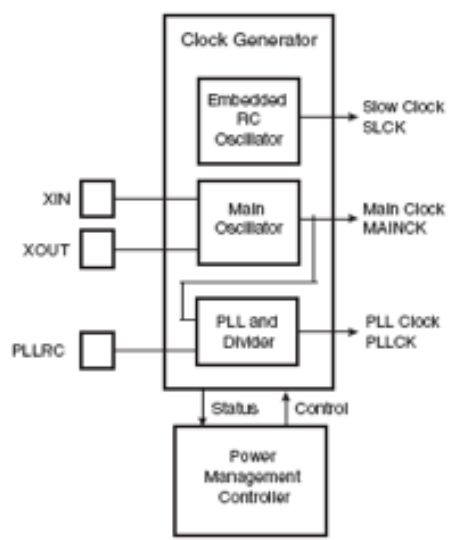 Clock Generator
Embedded
RC
Oscillator
Slow Clock
SLCK
XIN
XOUT
Main
Oscillator
Main Clock
MAINCK
PLLRC
PLL and
Divider
PLL Clock
PLLCK
Status
Control
Power
Management
Controller